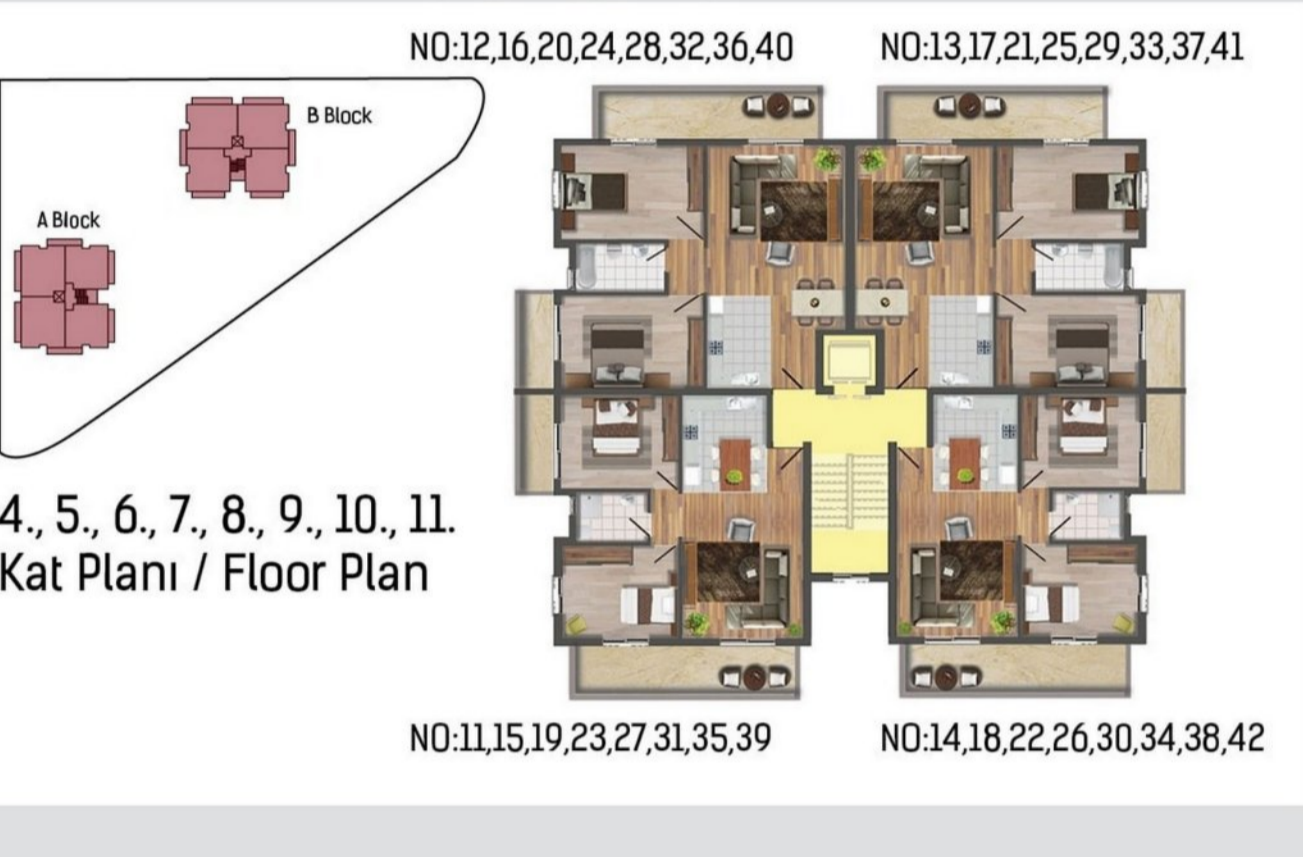 NO:12,16,20,24,28,32,36,40
NO:13,17,21,25,29,33,37,41
B Block
A Block
4., 5., 6., 7., 8., 9., 10., 11.
Kat Planı / Floor Plan
NO:11,15,19,23,27,31,35,39
NO:14,18,22,26,30,34,38,42